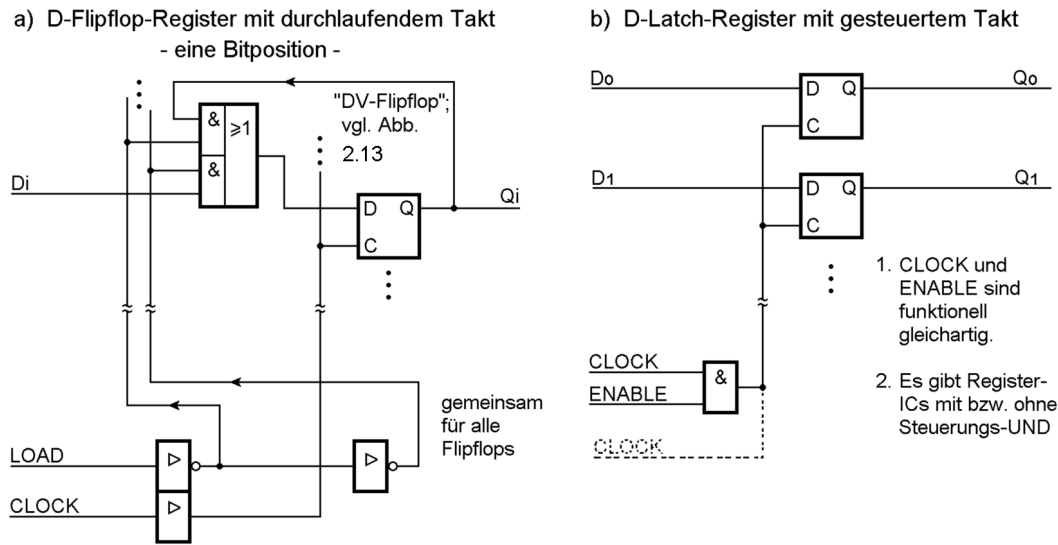 a) D-Flipflop-Register mit durchlaufendem Takt
- eine Bitposition -
"DV-Flipflop";
vgl. Abb.
2.13
&
≥1
&
Di
D Q
C
Qi
gemeinsam
für alle
Flipflops
LOAD
CLOCK
b) D-Latch-Register mit gesteuertem Takt
Do
D Q
C
Qo
D1
D Q
C
Q1
1. CLOCK und
ENABLE sind
funktionell
gleichartig.
CLOCK
ENABLE
&
CLOCK
2. Es gibt Register-
ICs mit bzw. ohne
Steuerungs-UND